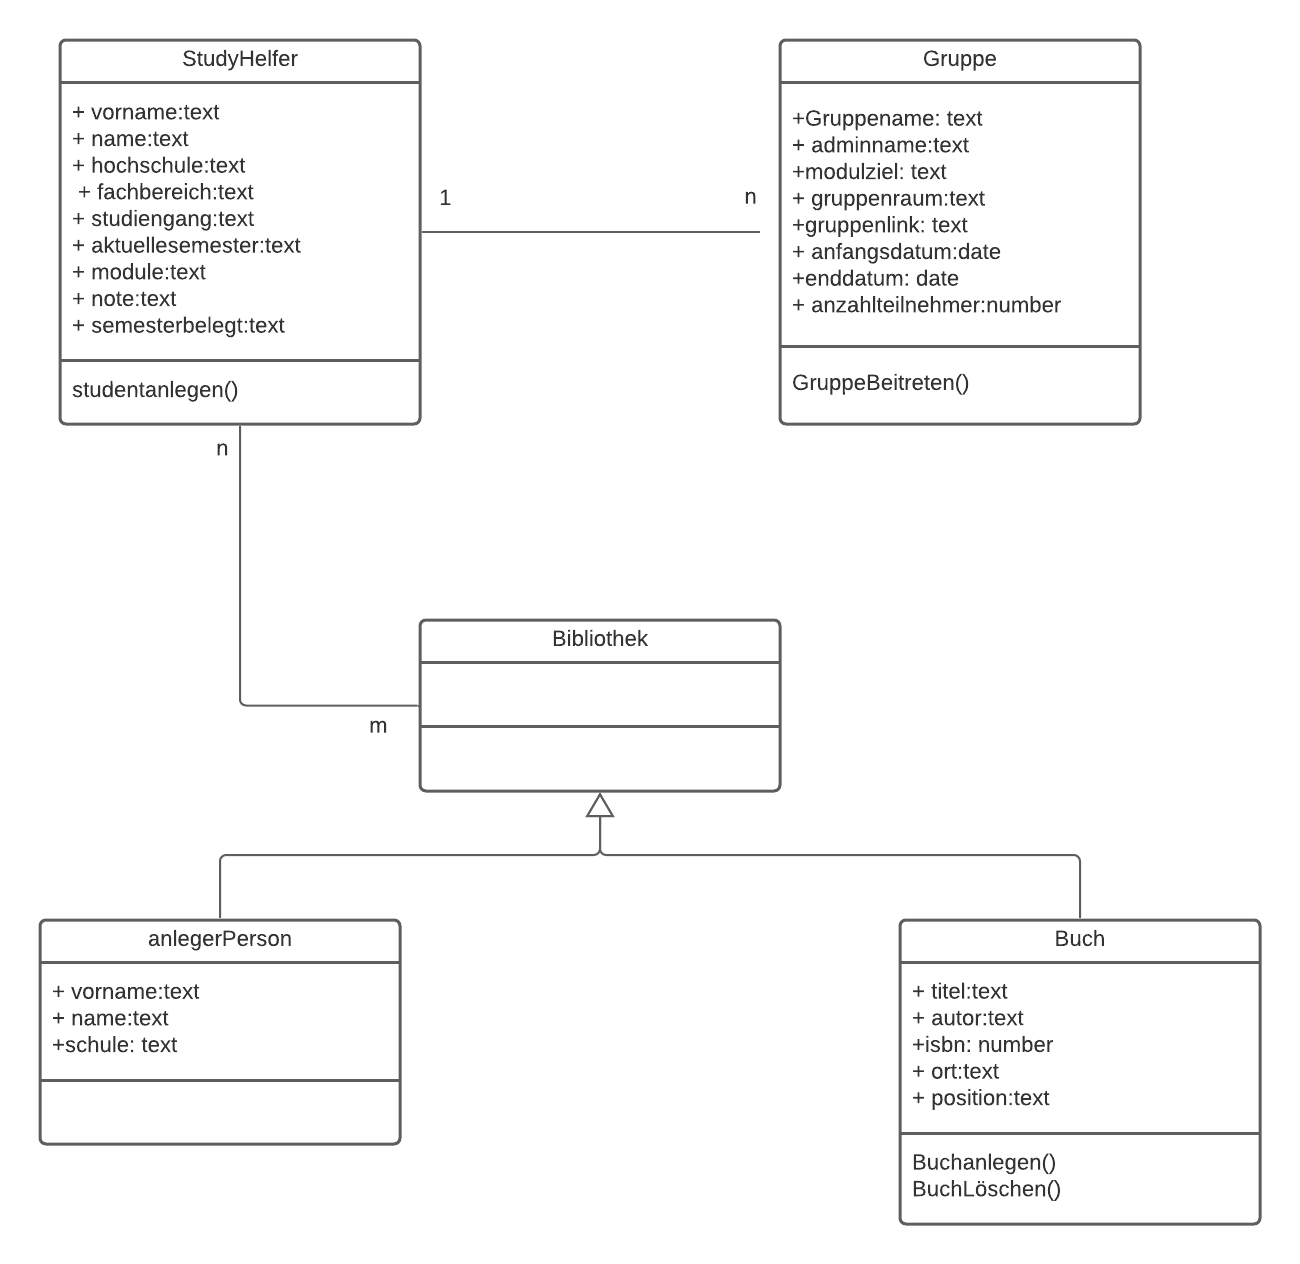 StudyHelfer
+ vorname:text
+ name:text
+ hochschule:text
+ fachbereich:text
+ studiengang:text
+ aktuellesemester:text
+ module:text
+ note:text
+ semesterbelegt:text
studentanlegen()
1
n
Gruppe
+Gruppename: text
+ adminname:text
+modulziel: text
+ gruppenraum:text
+gruppenlink: text
+ anfangsdatum:date
+enddatum: date
+ anzahlteilnehmer:number
GruppeBeitreten()
n
m
Bibliothek
anlegerPerson
+ vorname:text
+ name:text
+schule: text
Buch
+ titel:text
+ autor:text
+isbn: number
+ ort:text
+ position:text
Buchanlegen()
BuchLöschen()